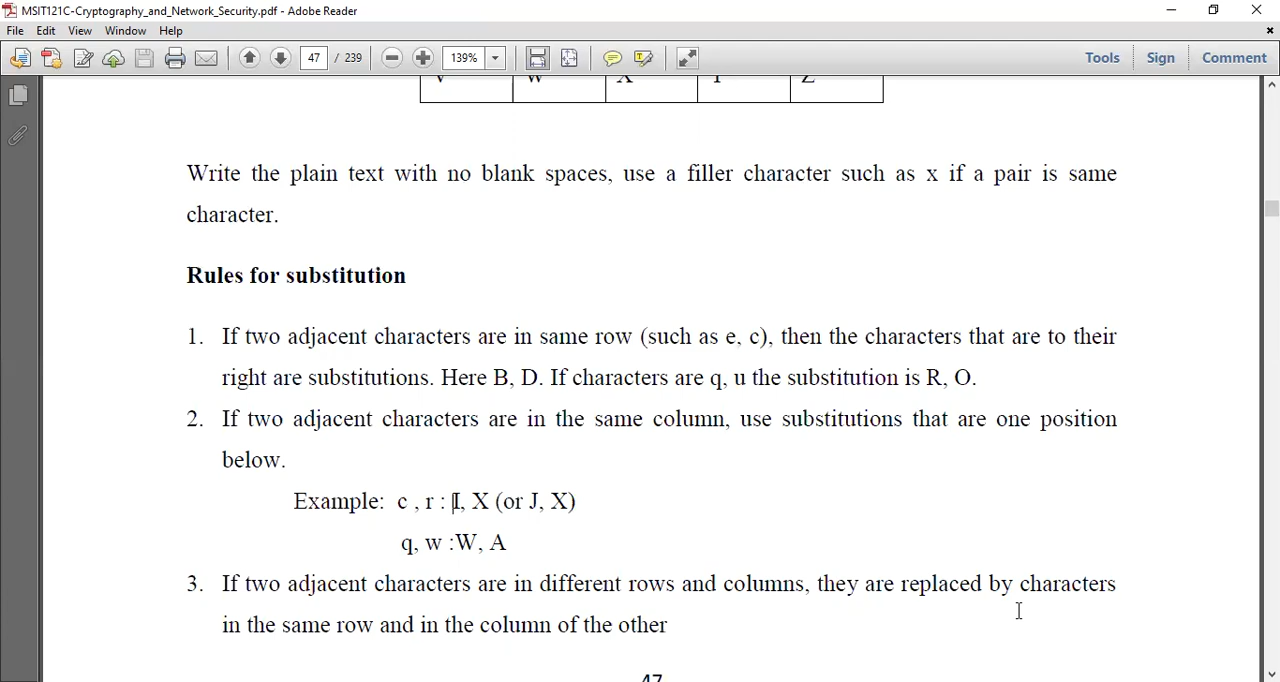 MSIT121C-Cryptography_and_Network_Security.pdf - Adobe Reader
File Edit View Window Help
47 / 239 139% Tools Sign Comment
V W X Y Z
Write the plain text with no blank spaces, use a filler character such as x if a pair is same
character.
Rules for substitution
1. If two adjacent characters are in same row (such as e, c), then the characters that are to their
right are substitutions. Here B, D. If characters are q, u the substitution is R, O.
2. If two adjacent characters are in the same column, use substitutions that are one position
below.
Example: c , r : I, X (or J, X)
q, w :W, A
3. If two adjacent characters are in different rows and columns, they are replaced by characters
in the same row and in the column of the other
47